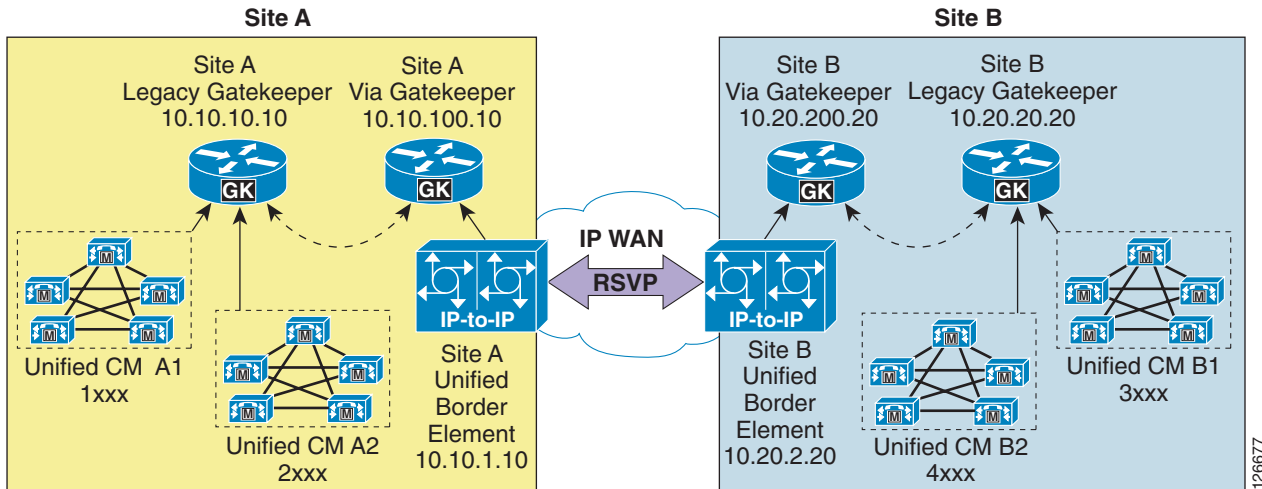 Site A
Site B
Site A
Legacy Gatekeeper
10.10.10.10
Site A
Via Gatekeeper
10.10.100.10
Site B
Via Gatekeeper
10.20.200.20
Site B
Legacy Gatekeeper
10.20.20.20
GK
GK
GK
GK
IP WAN
RSVP
IP-to-IP
IP-to-IP
M
M
M
M
M
Unified CM A1
1xxx
M
M
M
M
M
Unified CM A2
2xxx
Site A
Unified
Border
Element
10.10.1.10
Site B
Unified
Border
Element
10.20.2.20
M
M
M
M
M
Unified CM B2
4xxx
M
M
M
M
M
Unified CM B1
3xxx
126677